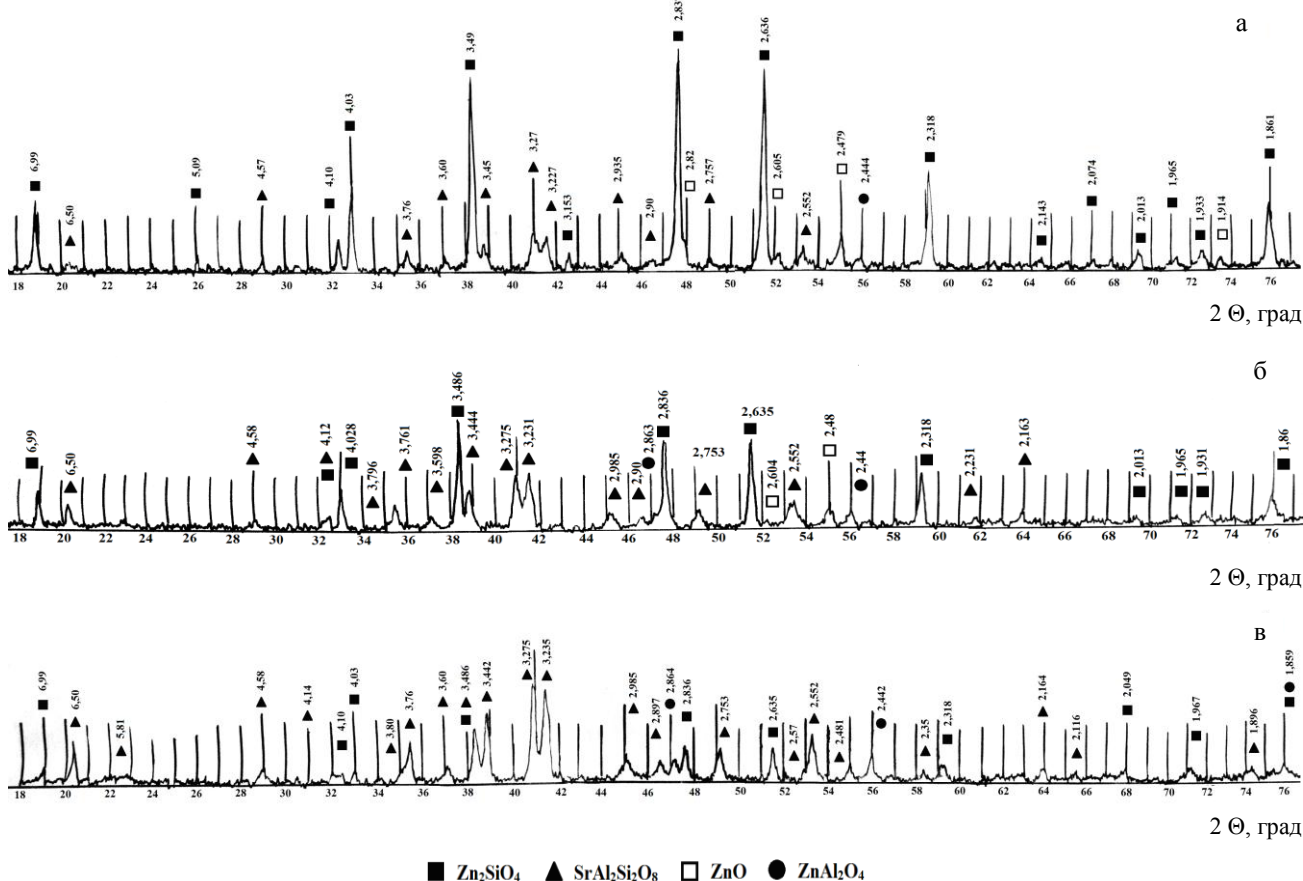 а
6,99 6,50 5,09 4,57 4,10 4,03 3,76 3,60 3,49 3,45 3,27 3,227 3,153 2,935 2,90 2,82 2,757 2,636 2,605 2,552 2,479 2,444 2,318 2,143 2,074 2,013 1,965 1,933 1,914 1,861
18 20 22 24 26 28 30 32 34 36 38 40 42 44 46 48 50 52 54 56 58 60 62 64 66 68 70 72 74 76
2 Θ, град
б
6,99 6,50 4,58 4,12 4,028 3,796 3,761 3,598 3,486 3,444 3,275 3,231 2,985 2,90 2,863 2,836 2,753 2,635 2,604 2,552 2,48 2,44 2,318 2,231 2,163 2,013 1,965 1,931 1,86
18 20 22 24 26 28 30 32 34 36 38 40 42 44 46 48 50 52 54 56 58 60 62 64 66 68 70 72 74 76
2 Θ, град
в
6,99 6,50 5,81 4,58 4,14 4,10 4,03 3,80 3,76 3,60 3,486 3,442 3,275 3,235 2,985 2,897 2,864 2,836 2,753 2,635 2,57 2,552 2,481 2,442 2,35 2,318 2,164 2,116 2,049 1,967 1,896 1,859
18 20 22 24 26 28 30 32 34 36 38 40 42 44 46 48 50 52 54 56 58 60 62 64 66 68 70 72 74 76
2 Θ, град
Zn₂SiO₄ SrAl₂Si₂O₈ ZnO ZnAl₂O₄